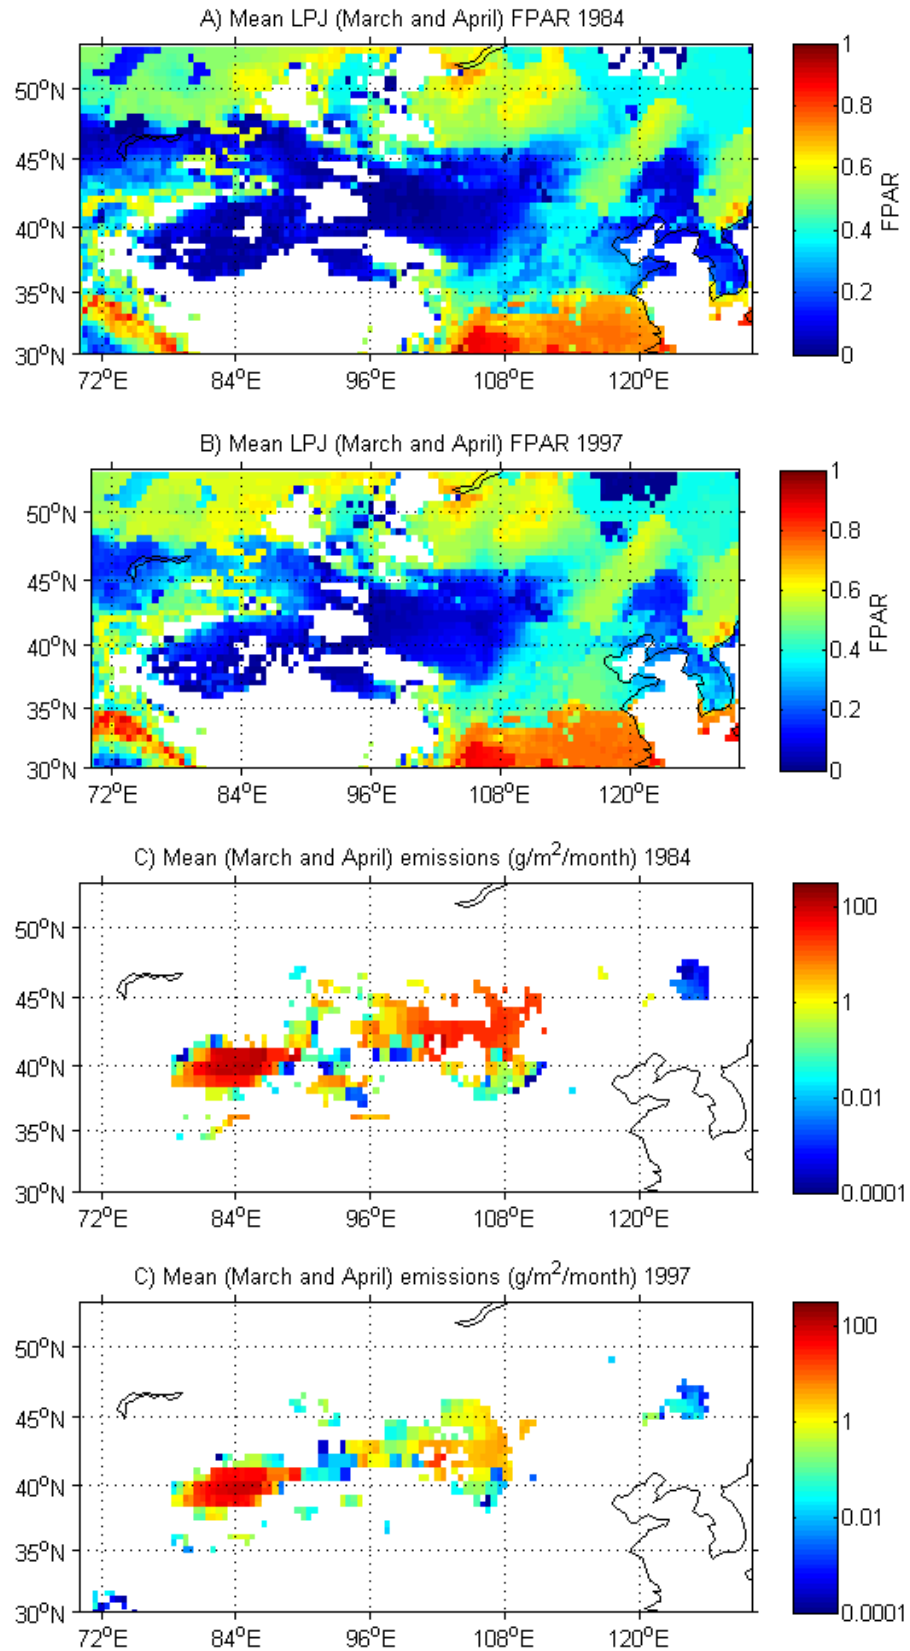 A) Mean LPJ (March and April) FPAR 1984
50°N
45°N
40°N
35°N
30°N
72°E 84°E 96°E 108°E 120°E
1
0.8
0.6
0.4
0.2
0
FPAR
B) Mean LPJ (March and April) FPAR 1997
50°N
45°N
40°N
35°N
30°N
72°E 84°E 96°E 108°E 120°E
1
0.8
0.6
0.4
0.2
0
FPAR
C) Mean (March and April) emissions (g/m²/month) 1984
50°N
45°N
40°N
35°N
30°N
72°E 84°E 96°E 108°E 120°E
100
1
0.01
0.0001
C) Mean (March and April) emissions (g/m²/month) 1997
50°N
45°N
40°N
35°N
30°N
72°E 84°E 96°E 108°E 120°E
100
1
0.01
0.0001